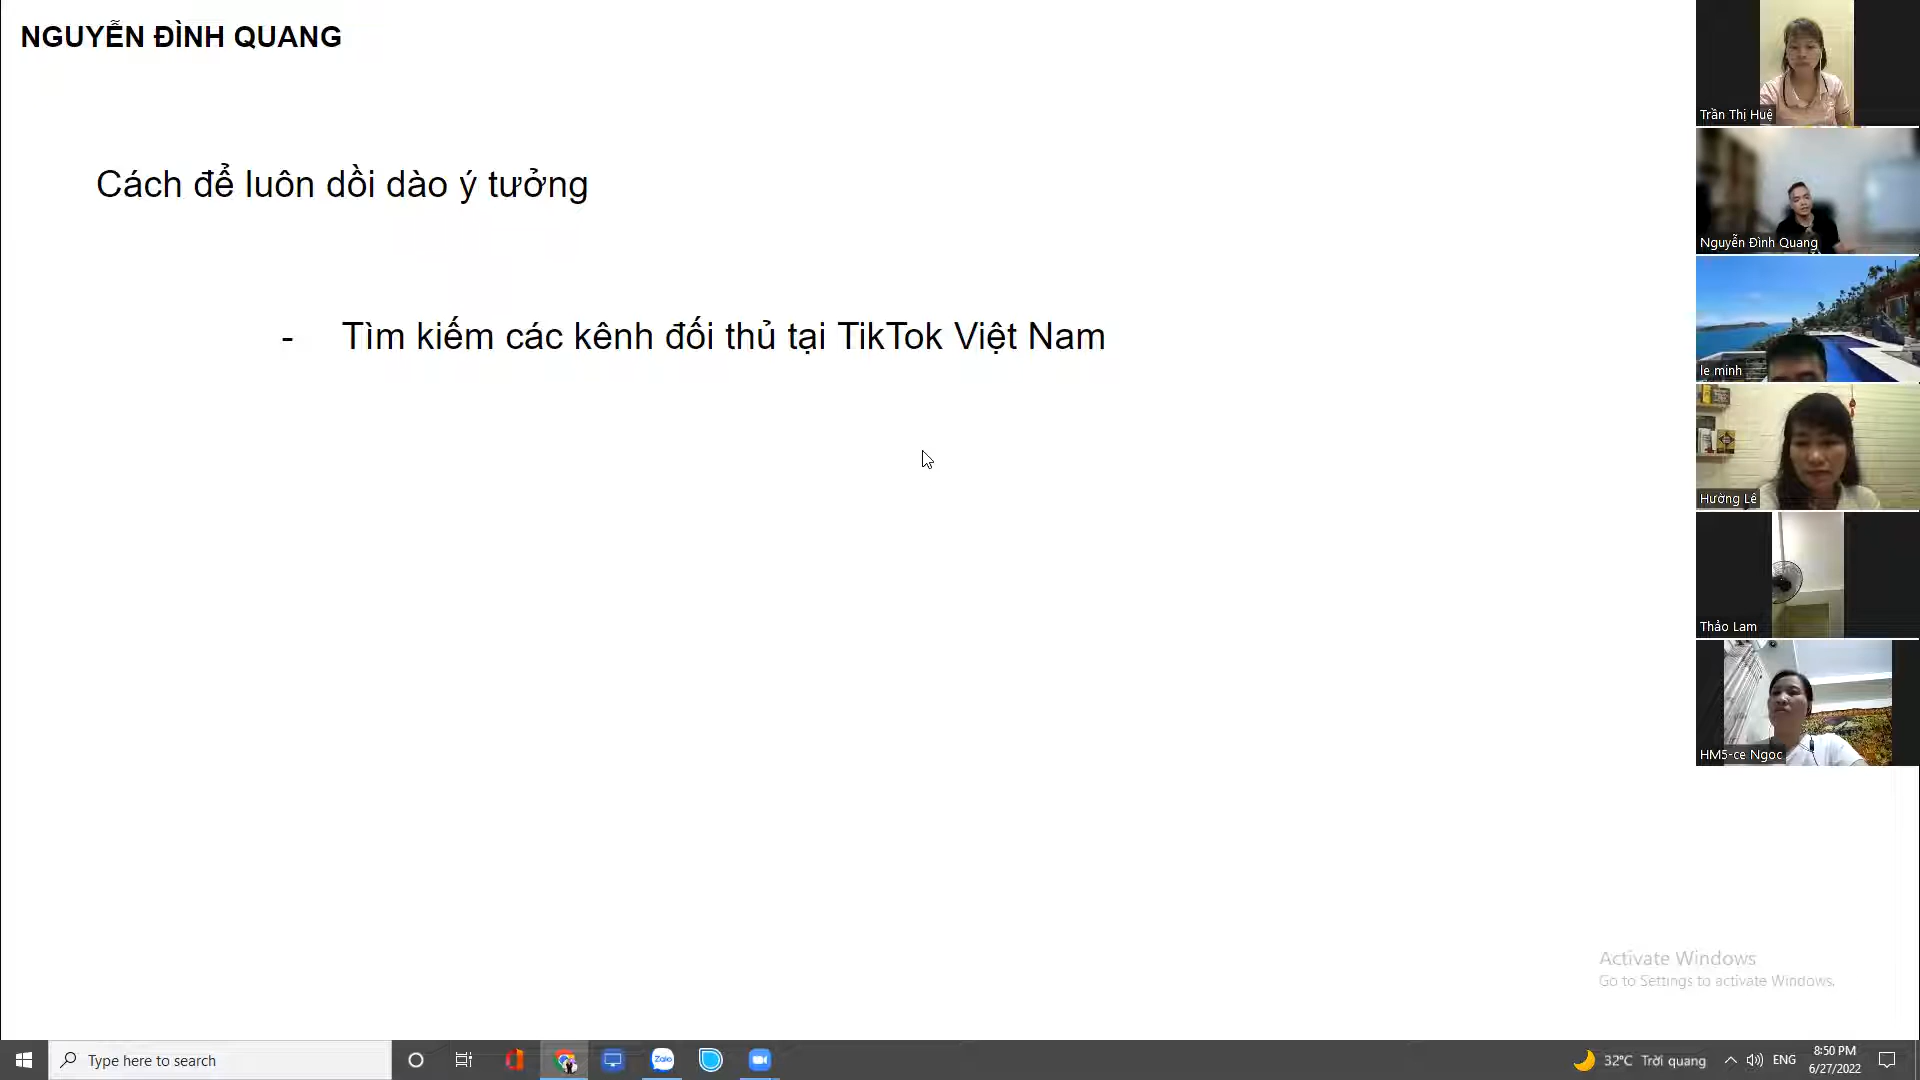 NGUYỄN ĐÌNH QUANG
Cách để luôn dồi dào ý tưởng
- Tìm kiếm các kênh đối thủ tại TikTok Việt Nam
Trần Thị Huệ
Nguyễn Đình Quang
le minh
Hường Lê
Thảo Lam
HM5-ce Ngọc
Activate Windows
Go to Settings to activate Windows.
Type here to search
Zalo
32°C Trời quang
ENG
8:50 PM
6/27/2022